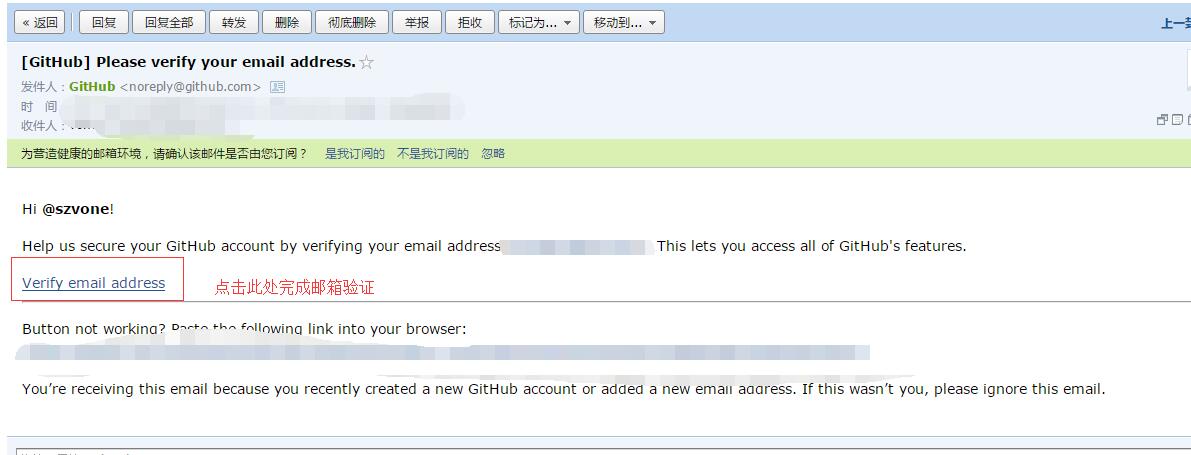 « 返回 回复 回复全部 转发 删除 彻底删除 举报 拒收 标记为... 移动到... 上一封
[GitHub] Please verify your email address.☆
发件人：GitHub <noreply@github.com>
时 间
收件人：
为营造健康的邮箱环境，请确认该邮件是否由您订阅？ 是我订阅的 不是我订阅的 忽略
Hi @szvone!
Help us secure your GitHub account by verifying your email address This lets you access all of GitHub's features.
Verify email address 点击此处完成邮箱验证
Button not working? Paste the following link into your browser:
You’re receiving this email because you recently created a new GitHub account or added a new email address. If this wasn’t you, please ignore this email.